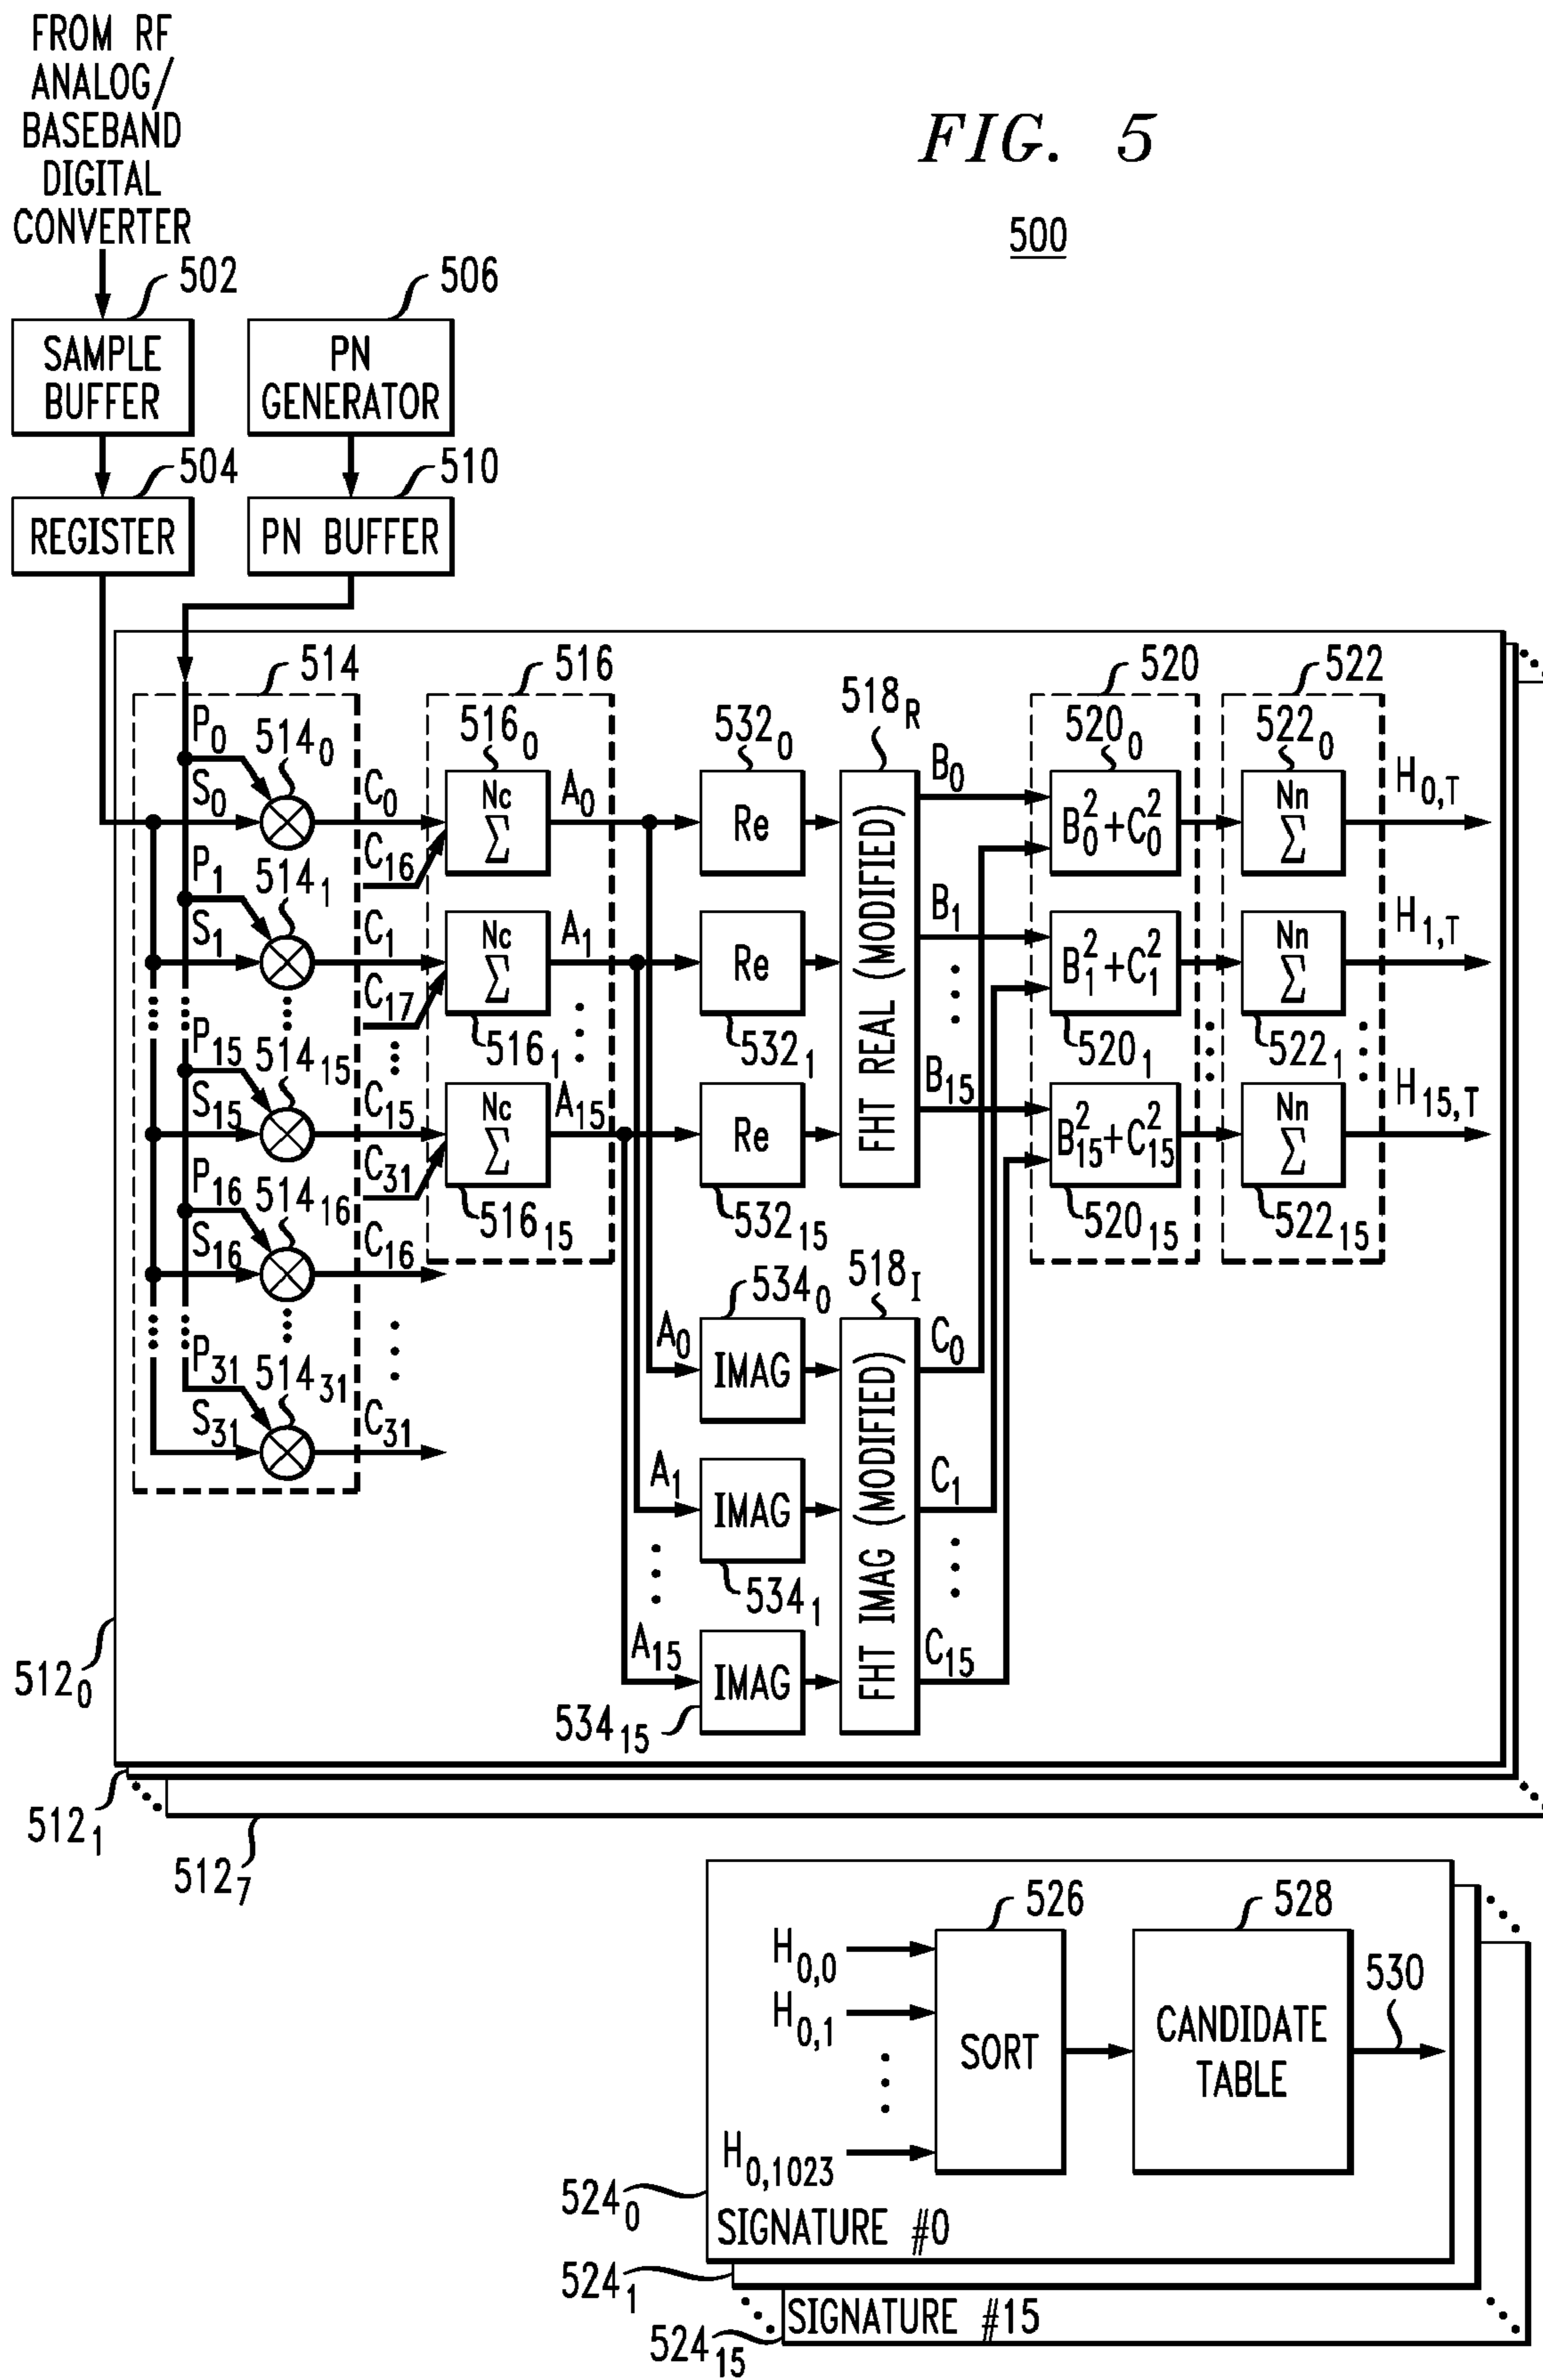 FROM RF
ANALOG/
BASEBAND
DIGITAL
CONVERTER
FIG. 5
500
502
506
SAMPLE
BUFFER
PN
GENERATOR
504
510
REGISTER
PN BUFFER
514
516
518R
520
522
P0
5140
S0
C0
C16
5160
Nc
Σ
A0
5320
Re
B0
5200
B0²+C0²
5220
Nn
Σ
H0,T
P1
5141
S1
C1
C17
Nc
Σ
5161
A1
Re
5321
FHT REAL (MODIFIED)
B1
B1²+C1²
5201
Nn
Σ
5221
H1,T
P15
51415
S15
C15
C31
Nc
Σ
51615
A15
Re
53215
B15
B15²+C15²
52015
Nn
Σ
52215
H15,T
P16
51416
S16
C16
P31
51431
S31
C31
5340
518I
A0
IMAG
C0
A1
IMAG
5341
FHT IMAG (MODIFIED)
C1
A15
IMAG
53415
C15
5120
5121
5127
526
528
H0,0
H0,1
H0,1023
SORT
CANDIDATE
TABLE
530
5240
SIGNATURE #0
5241
SIGNATURE #15
52415